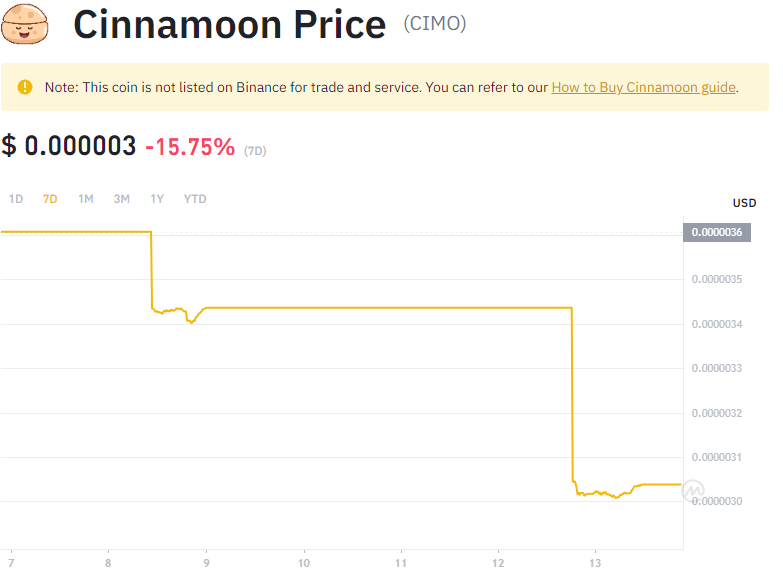 Cinnamoon Price (CIMO)
Note: This coin is not listed on Binance for trade and service. You can refer to our How to Buy Cinnamoon guide.
$ 0.000003 -15.75% (7D)
1D 7D 1M 3M 1Y YTD
USD
0.0000036
0.0000035
0.0000034
0.0000033
0.0000032
0.0000031
0.0000030
7 8 9 10 11 12 13